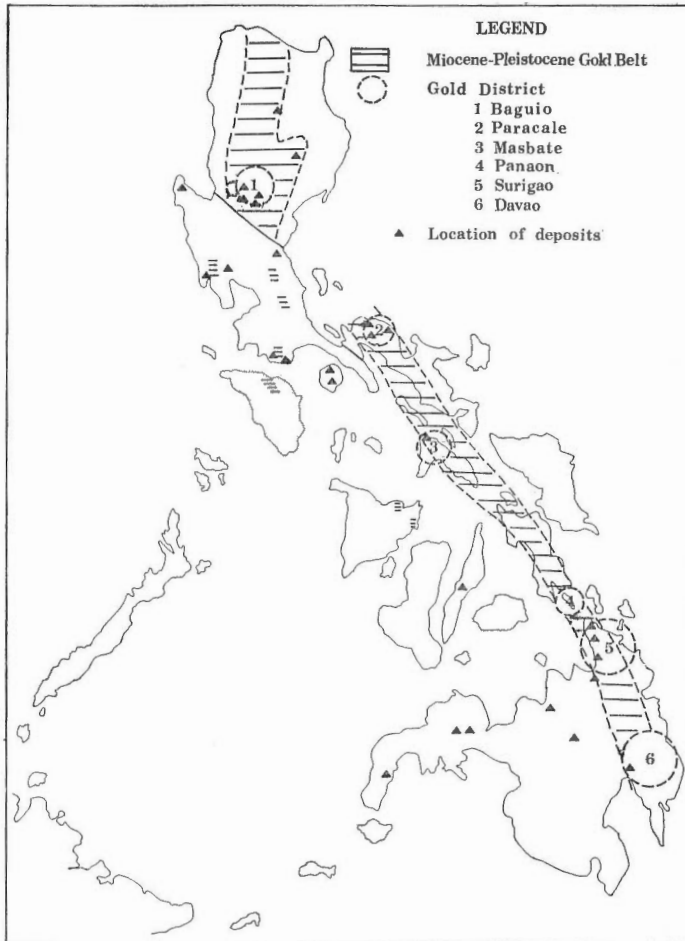 LEGEND
Miocene-Pleistocene Gold Belt
Gold District
1 Baguio
2 Paracale
3 Masbate
4 Panaon
5 Surigao
6 Davao
Location of deposits
1
2
3
5
6